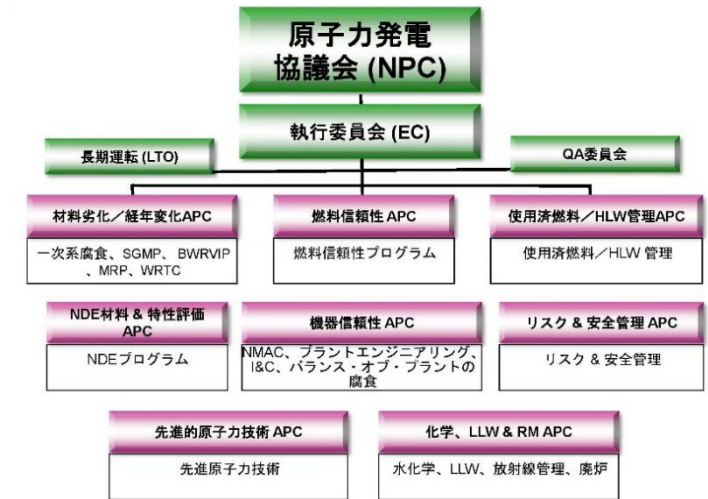 原子力発電
協議会 (NPC)
執行委員会 (EC)
長期運転 (LTO)
QA委員会
材料劣化／経年変化APC
一次系腐食、SGMP、BWRVIP
、MRP、WRTC
燃料信頼性 APC
燃料信頼性プログラム
使用済燃料／HLW管理APC
使用済燃料／HLW 管理
NDE材料 & 特性評価
APC
NDEプログラム
機器信頼性 APC
NMAC、プラントエンジニアリング、
I&C、バランス・オブ・プラントの
腐食
リスク & 安全管理 APC
リスク & 安全管理
先進的原子力技術 APC
先進原子力技術
化学、LLW & RM APC
水化学、LLW、放射線管理、廃炉